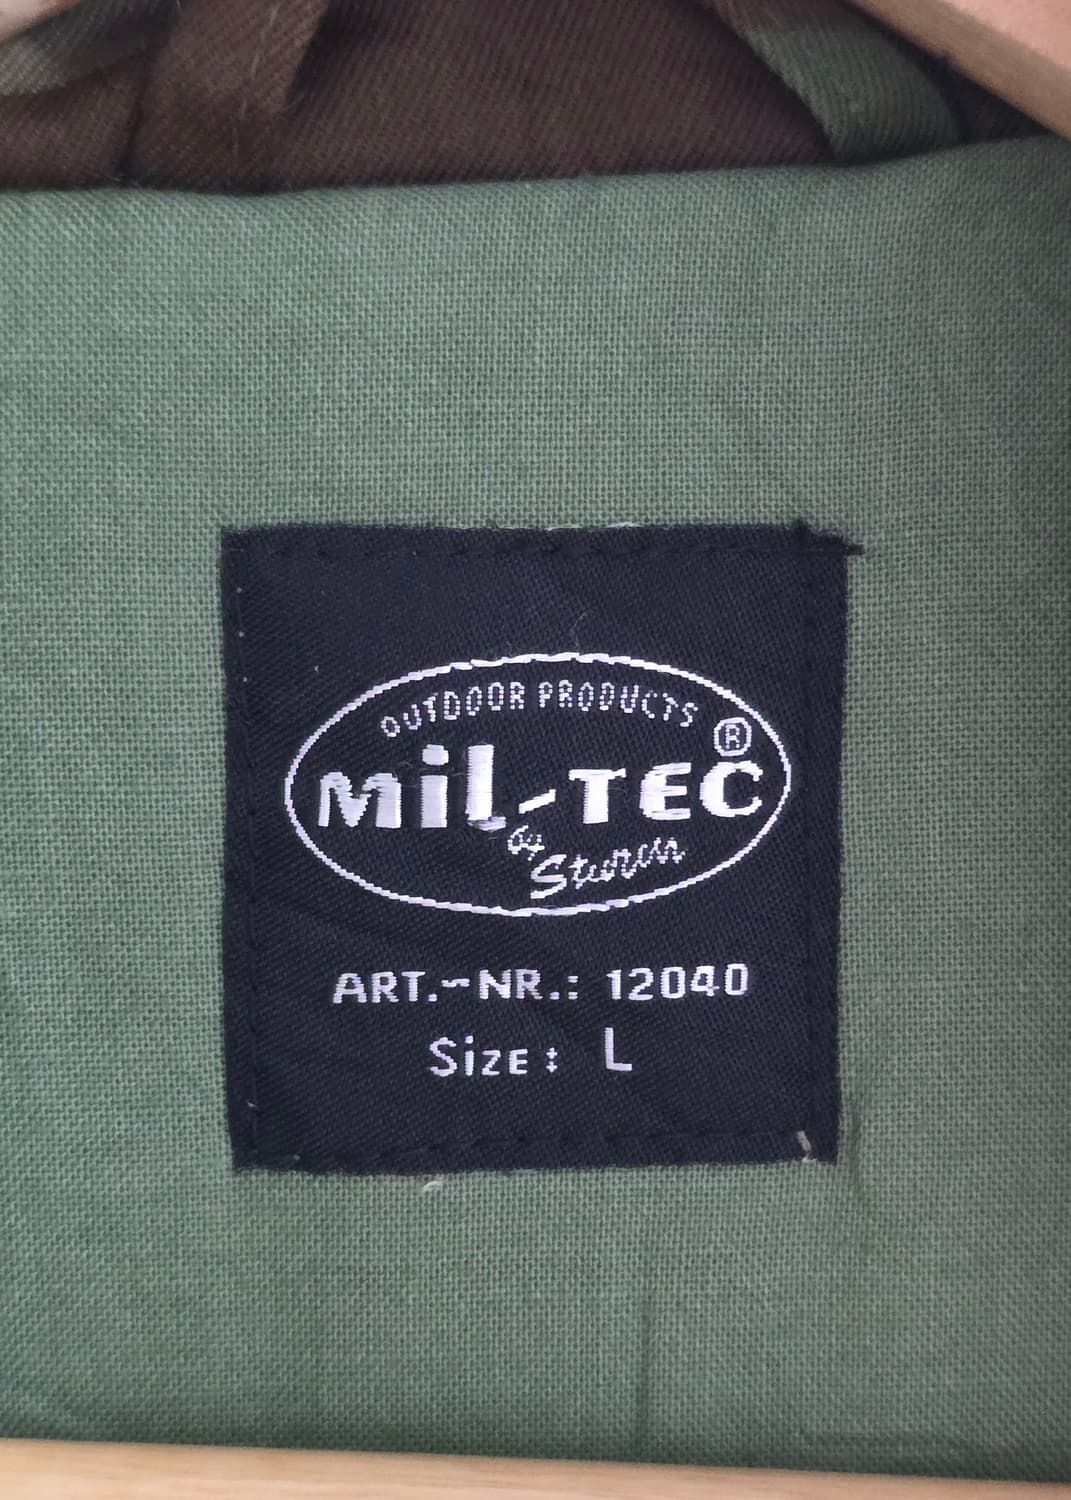 OUTDOOR PRODUCTS
MiL-TEC ®
by
Sturm
ART.-NR.: 12040
SizE: L